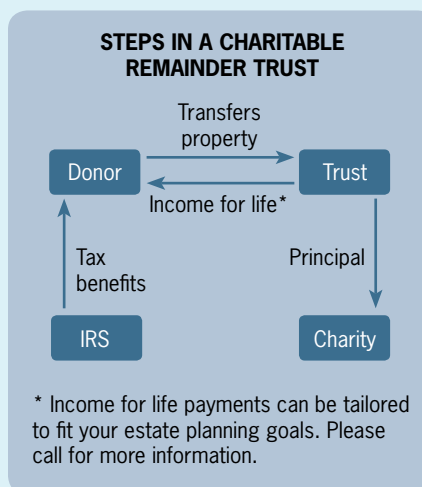 STEPS IN A CHARITABLE
REMAINDER TRUST
Transfers
property
Donor
Trust
Income for life*
Tax
benefits
Principal
IRS
Charity
* Income for life payments can be tailored
to fit your estate planning goals. Please
call for more information.